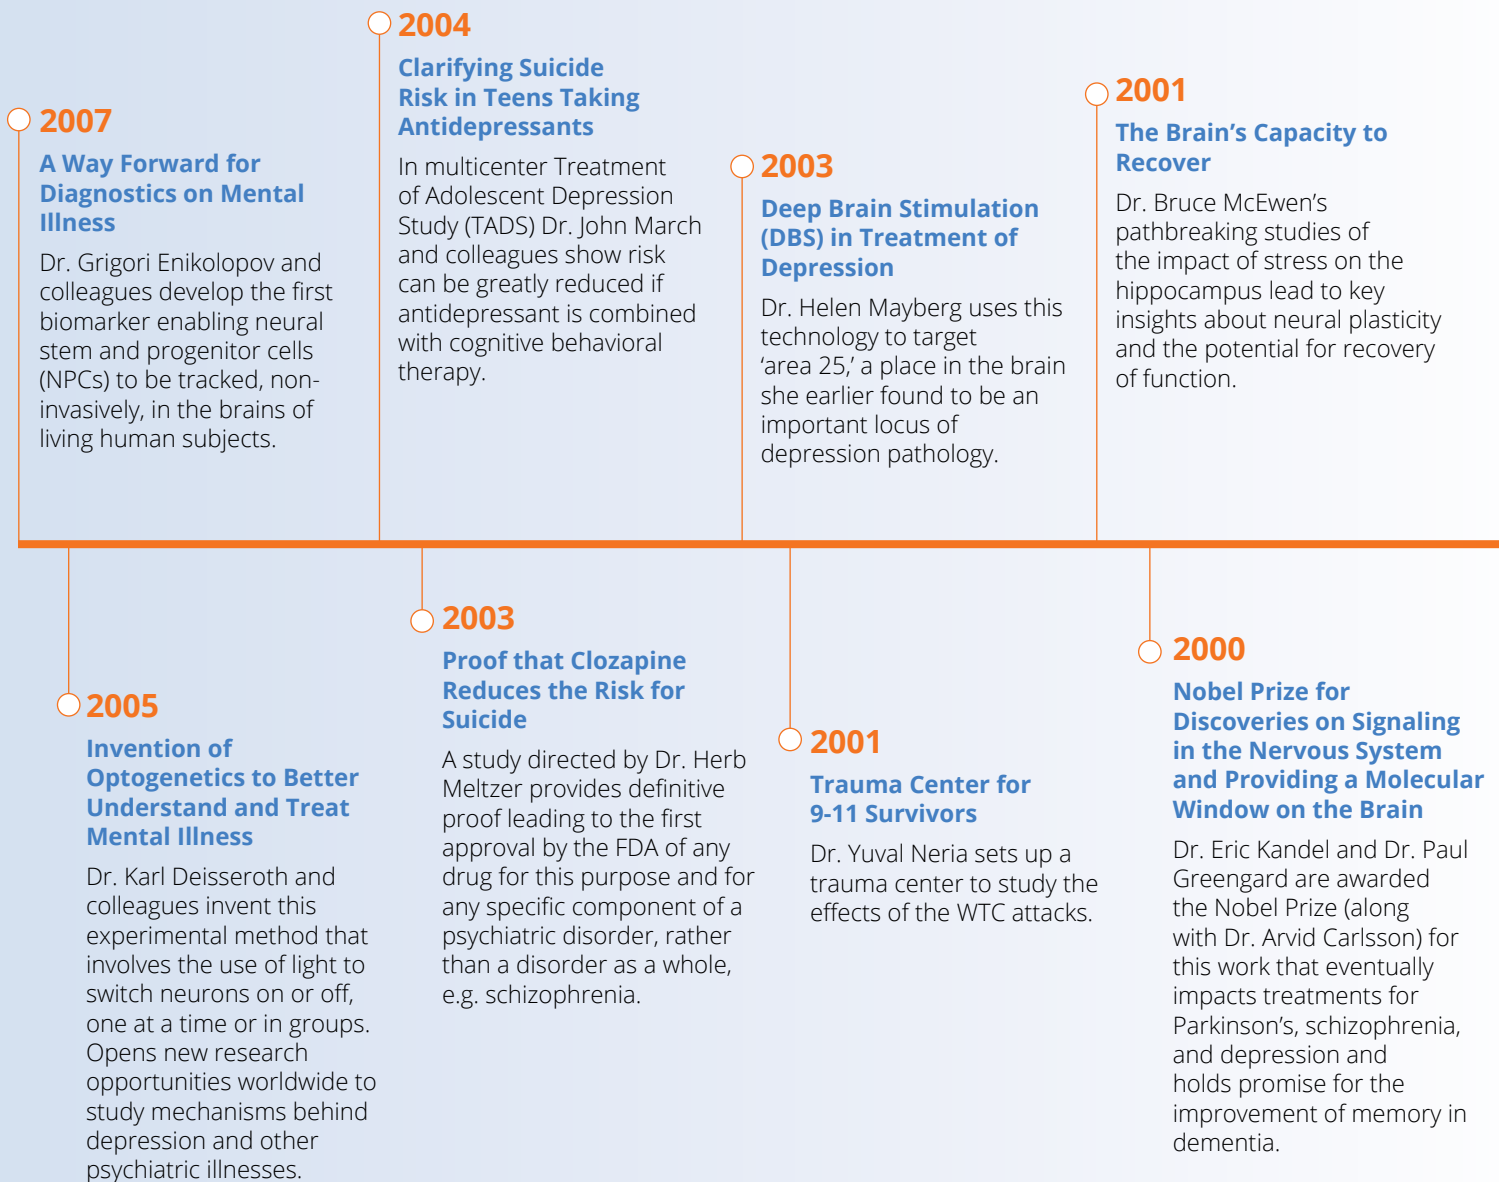 2007
A Way Forward for
Diagnostics on Mental
Illness
Dr. Grigori Enikolopov and
colleagues develop the first
biomarker enabling neural
stem and progenitor cells
(NPCs) to be tracked, non-
invasively, in the brains of
living human subjects.
2004
Clarifying Suicide
Risk in Teens Taking
Antidepressants
In multicenter Treatment
of Adolescent Depression
Study (TADS) Dr. John March
and colleagues show risk
can be greatly reduced if
antidepressant is combined
with cognitive behavioral
therapy.
2003
Deep Brain Stimulation
(DBS) in Treatment of
Depression
Dr. Helen Mayberg uses this
technology to target
‘area 25,’ a place in the brain
she earlier found to be an
important locus of
depression pathology.
2001
The Brain’s Capacity to
Recover
Dr. Bruce McEwen’s
pathbreaking studies of
the impact of stress on the
hippocampus lead to key
insights about neural plasticity
and the potential for recovery
of function.
2005
Invention of
Optogenetics to Better
Understand and Treat
Mental Illness
Dr. Karl Deisseroth and
colleagues invent this
experimental method that
involves the use of light to
switch neurons on or off,
one at a time or in groups.
Opens new research
opportunities worldwide to
study mechanisms behind
depression and other
psychiatric illnesses.
2003
Proof that Clozapine
Reduces the Risk for
Suicide
A study directed by Dr. Herb
Meltzer provides definitive
proof leading to the first
approval by the FDA of any
drug for this purpose and for
any specific component of a
psychiatric disorder, rather
than a disorder as a whole,
e.g. schizophrenia.
2001
Trauma Center for
9-11 Survivors
Dr. Yuval Neria sets up a
trauma center to study the
effects of the WTC attacks.
2000
Nobel Prize for
Discoveries on Signaling
in the Nervous System
and Providing a Molecular
Window on the Brain
Dr. Eric Kandel and Dr. Paul
Greengard are awarded
the Nobel Prize (along
with Dr. Arvid Carlsson) for
this work that eventually
impacts treatments for
Parkinson’s, schizophrenia,
and depression and
holds promise for the
improvement of memory in
dementia.